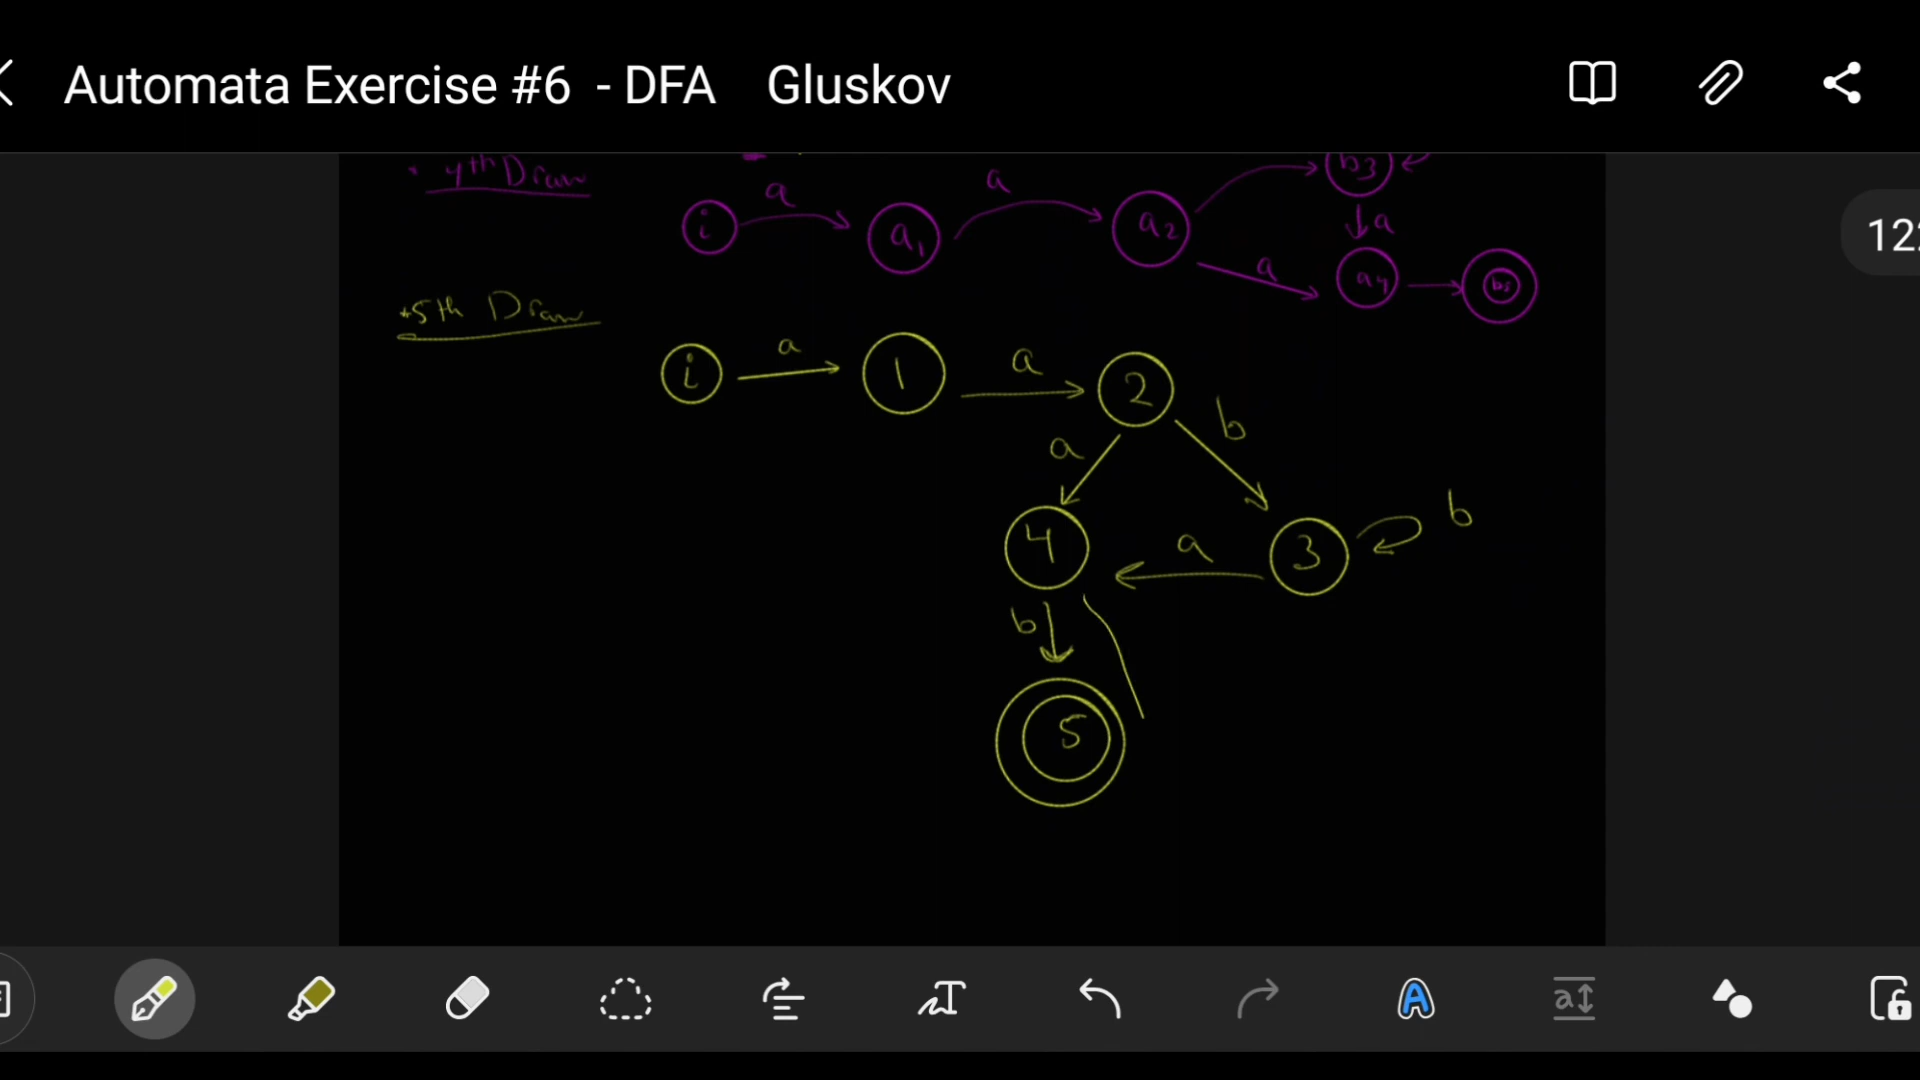 Automata Exercise #6 - DFA Gluskov
122
4th Draw
a
a
b3
i
a1
a2
a
a
a4
b5
5th Draw
i
a
1
a
2
b
a
4
a
3
b
b
5